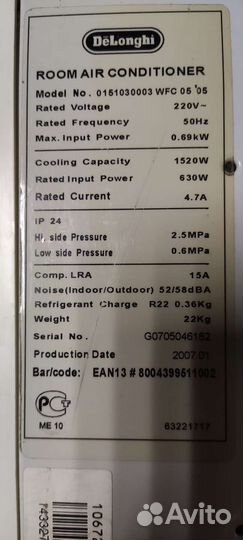 DeLonghi
ROOM AIR CONDITIONER
Model No. 0151030003 WFC 05 '05
Rated Voltage 220V~
Rated Frequency 50Hz
Max. Input Power 0.69kW
Cooling Capacity 1520W
Rated Input Power 630W
Rated Current 4.7A
IP 24
Hi side Pressure 2.5MPa
Low side Pressure 0.6MPa
Comp. LRA 15A
Noise(Indoor/Outdoor) 52/58dBA
Refrigerant Charge R22 0.36Kg
Weight 22Kg
Serial No. G0705046182
Production Date 2007.01
Bar/code: EAN13 # 8004399511002
ME 10 63221717
Avito